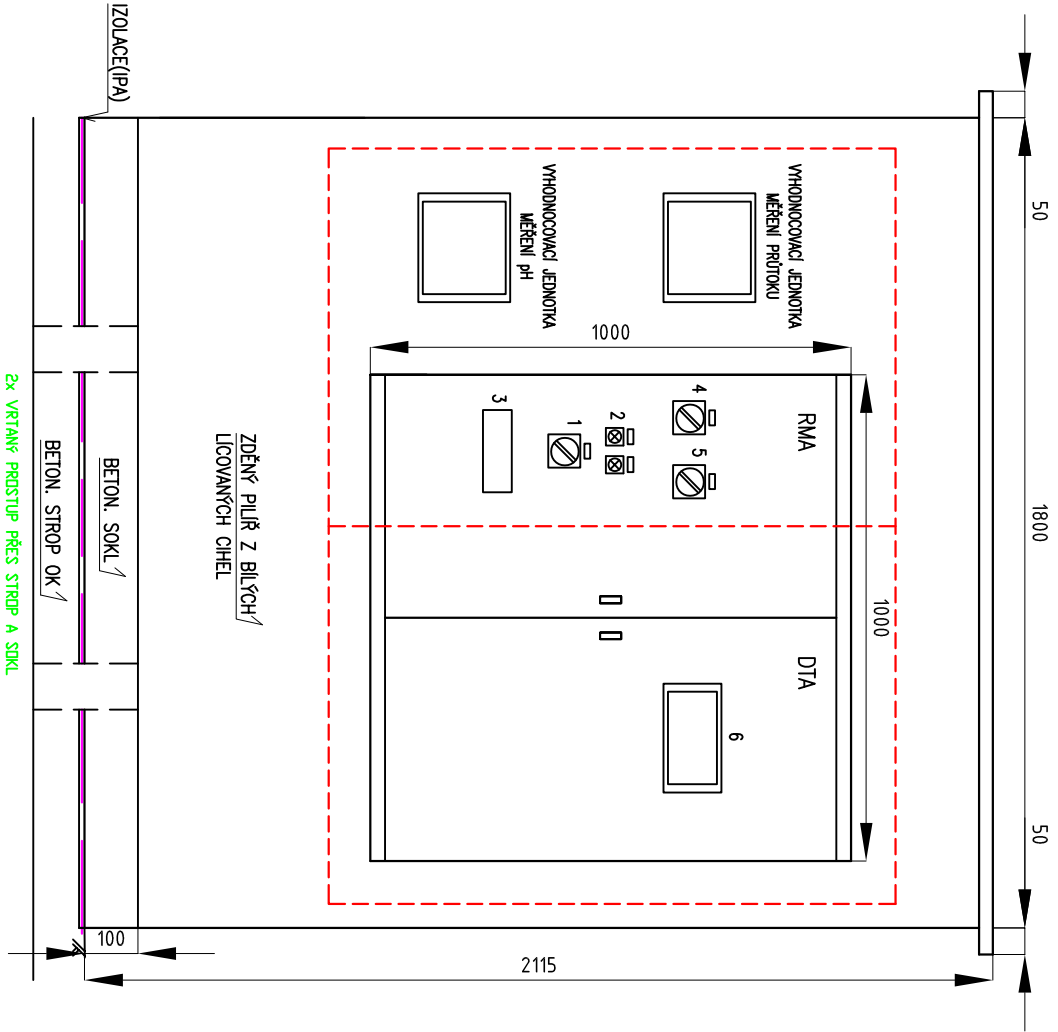 50
1800
50
VYHODNOCOVACÍ JEDNOTKA
MĚŘENÍ PRŮTOKU
VYHODNOCOVACÍ JEDNOTKA
MĚŘENÍ pH
1000
1000
RMA
DTA
4
5
6
2
1
3
ZDĚNÝ PILÍŘ Z BÍLÝCH
LÍCOVANÝCH CIHEL
2115
100
IZOLACE(IPA)
BETON. SOKL
BETON. STROP OK
2x VRTANÝ PROSTUP PŘES STROP A SOKL